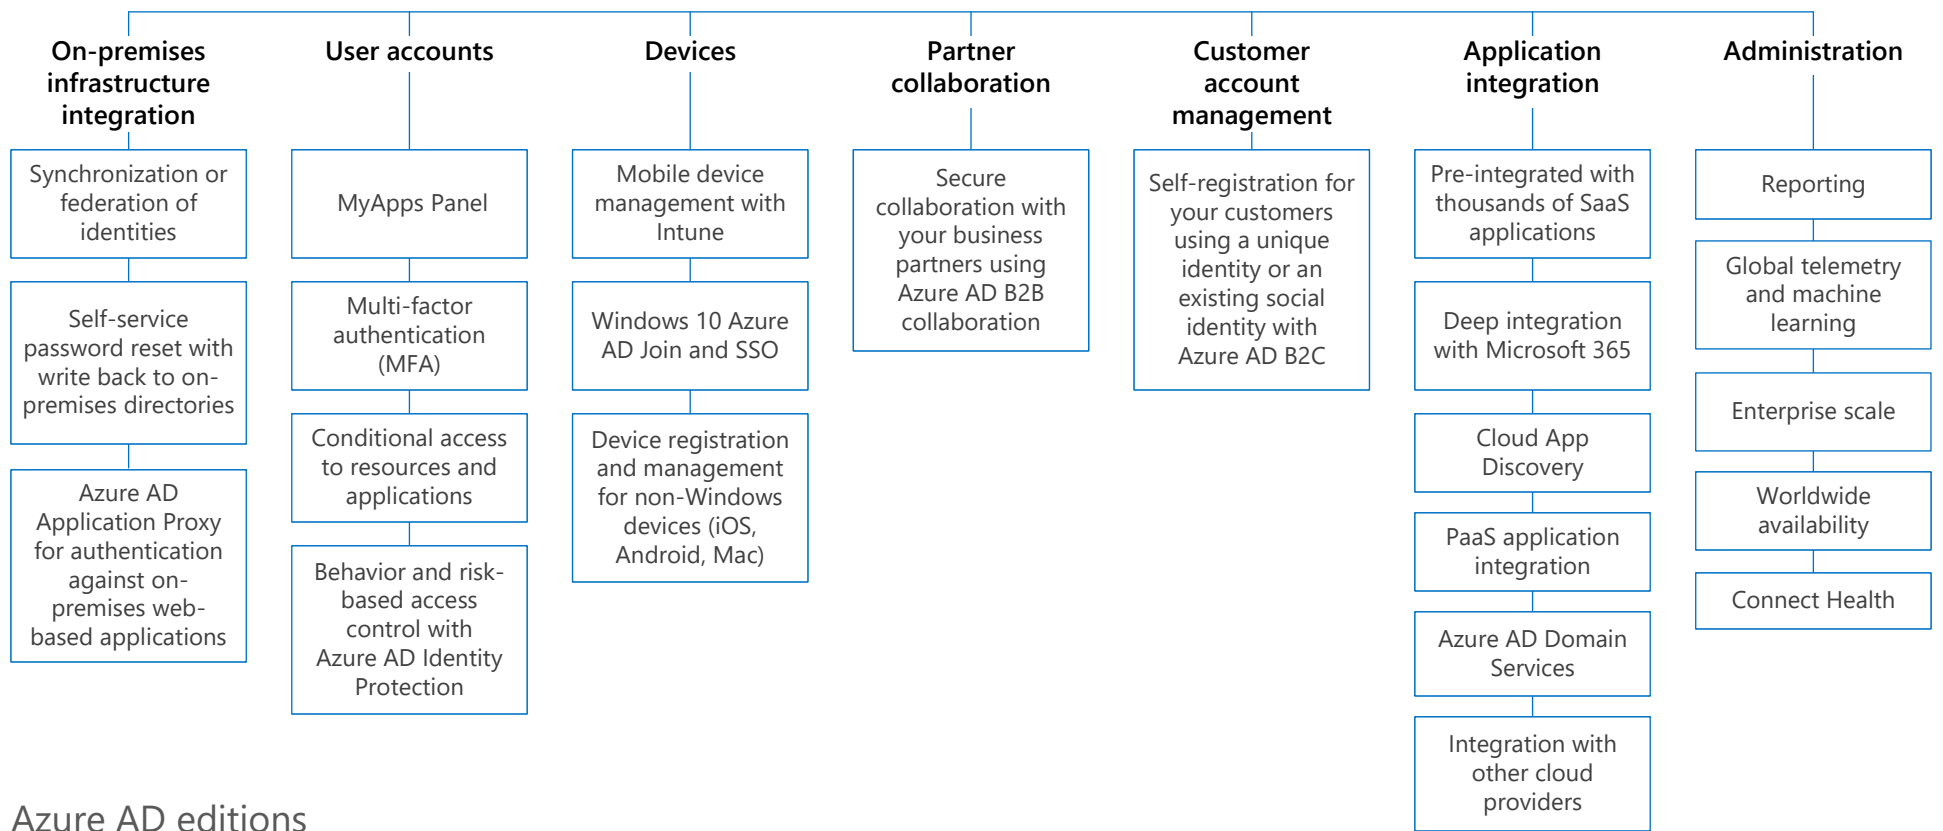 On-premises
infrastructure
integration
Synchronization or
federation of
identities
Self-service
password reset with
write back to on-
premises directories
Azure AD
Application Proxy
for authentication
against on-
premises web-
based applications
User accounts
MyApps Panel
Multi-factor
authentication
(MFA)
Conditional access
to resources and
applications
Behavior and risk-
based access
control with
Azure AD Identity
Protection
Devices
Mobile device
management with
Intune
Windows 10 Azure
AD Join and SSO
Device registration
and management
for non-Windows
devices (iOS,
Android, Mac)
Partner
collaboration
Secure
collaboration with
your business
partners using
Azure AD B2B
collaboration
Customer
account
management
Self-registration for
your customers
using a unique
identity or an
existing social
identity with
Azure AD B2C
Application
integration
Pre-integrated with
thousands of SaaS
applications
Deep integration
with Microsoft 365
Cloud App
Discovery
PaaS application
integration
Azure AD Domain
Services
Integration with
other cloud
providers
Administration
Reporting
Global telemetry
and machine
learning
Enterprise scale
Worldwide
availability
Connect Health
Azure AD editions